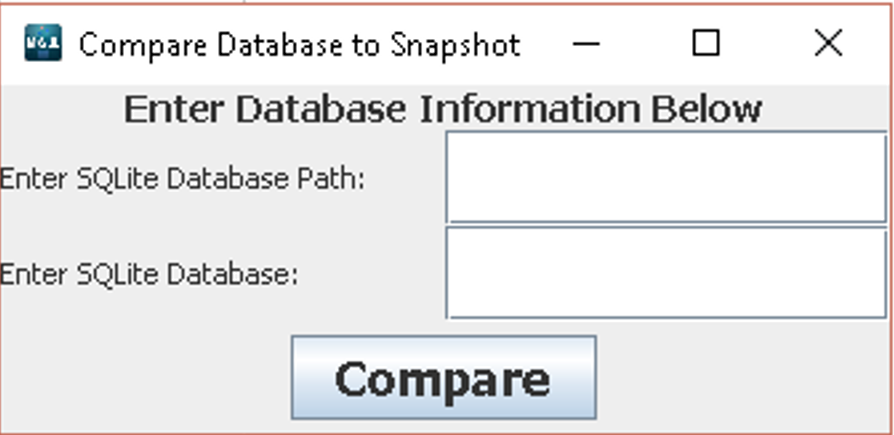 Compare Database to Snapshot
Enter Database Information Below
Enter SQLite Database Path:
Enter SQLite Database:
Compare